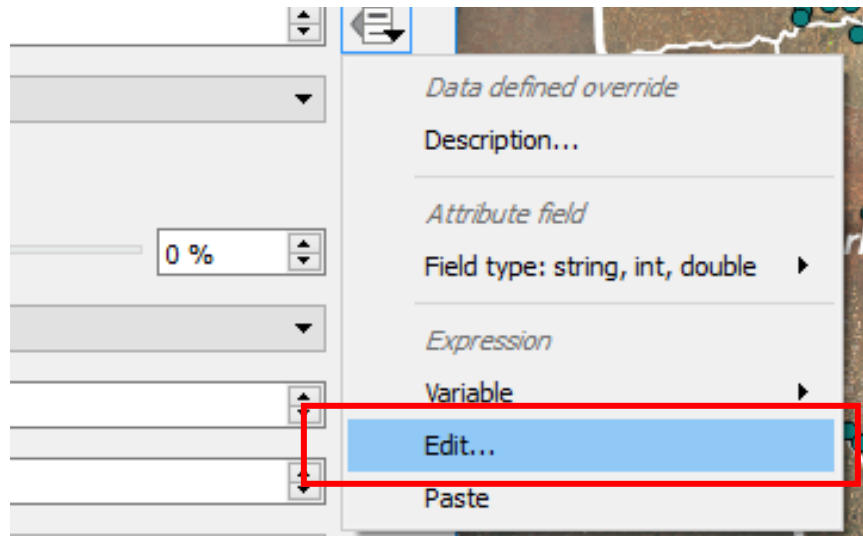 Data defined override
Description...
Attribute field
0 %
Field type: string, int, double
Expression
Variable
Edit...
Paste